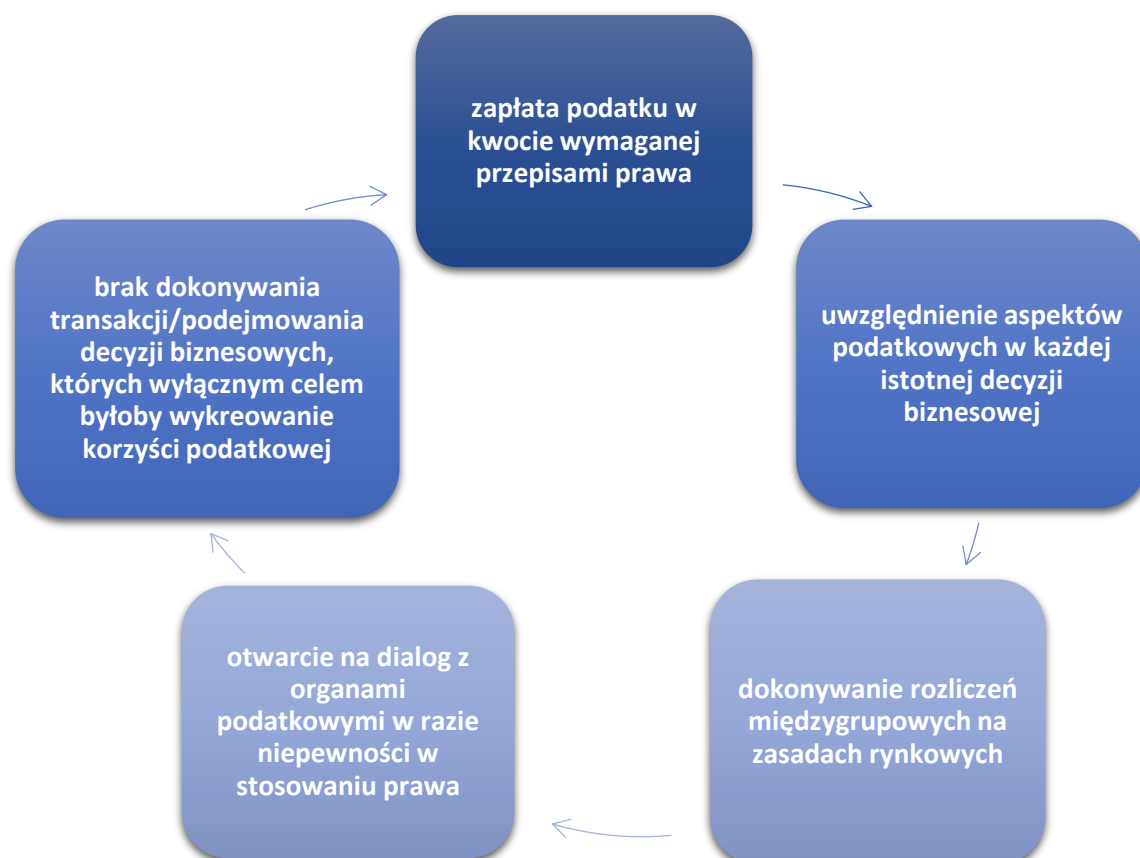 zapłata podatku w
kwocie wymaganej
przepisami prawa
uwzględnienie aspektów
podatkowych w każdej
istotnej decyzji
biznesowej
dokonywanie rozliczeń
międzygrupowych na
zasadach rynkowych
otwarcie na dialog z
organami
podatkowymi w razie
niepewności w
stosowaniu prawa
brak dokonywania
transakcji/podejmowania
decyzji biznesowych,
których wyłącznym celem
byłoby wykreowanie
korzyści podatkowej